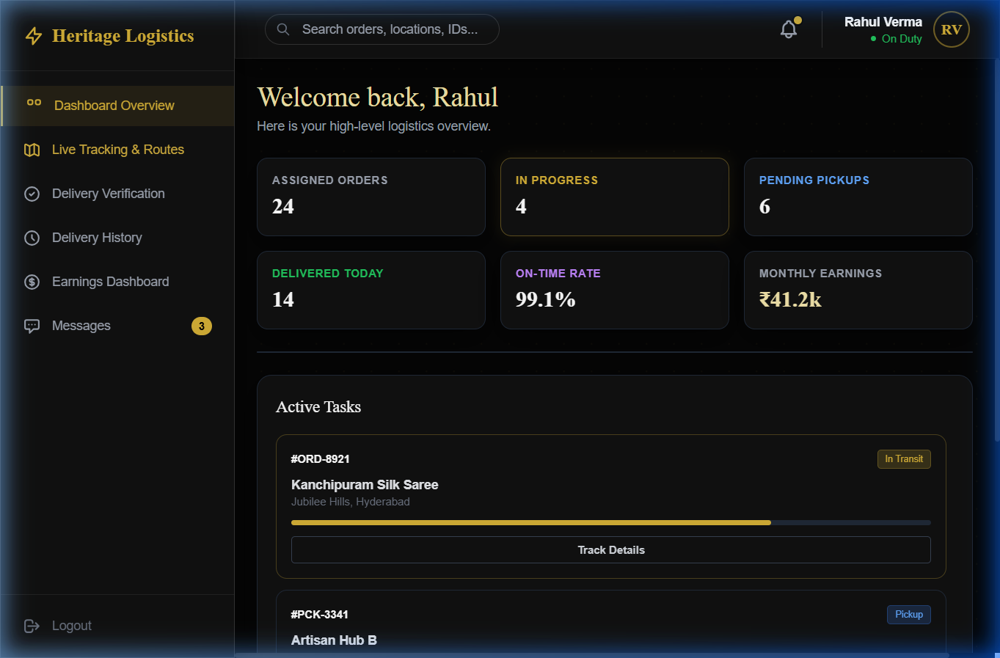 Heritage Logistics
Search orders, locations, IDs...
Rahul Verma
On Duty
RV
Dashboard Overview
Live Tracking & Routes
Delivery Verification
Delivery History
Earnings Dashboard
Messages
3
Logout
Welcome back, Rahul
Here is your high-level logistics overview.
ASSIGNED ORDERS
24
IN PROGRESS
4
PENDING PICKUPS
6
DELIVERED TODAY
14
ON-TIME RATE
99.1%
MONTHLY EARNINGS
₹41.2k
Active Tasks
#ORD-8921
In Transit
Kanchipuram Silk Saree
Jubilee Hills, Hyderabad
Track Details
#PCK-3341
Pickup
Artisan Hub B